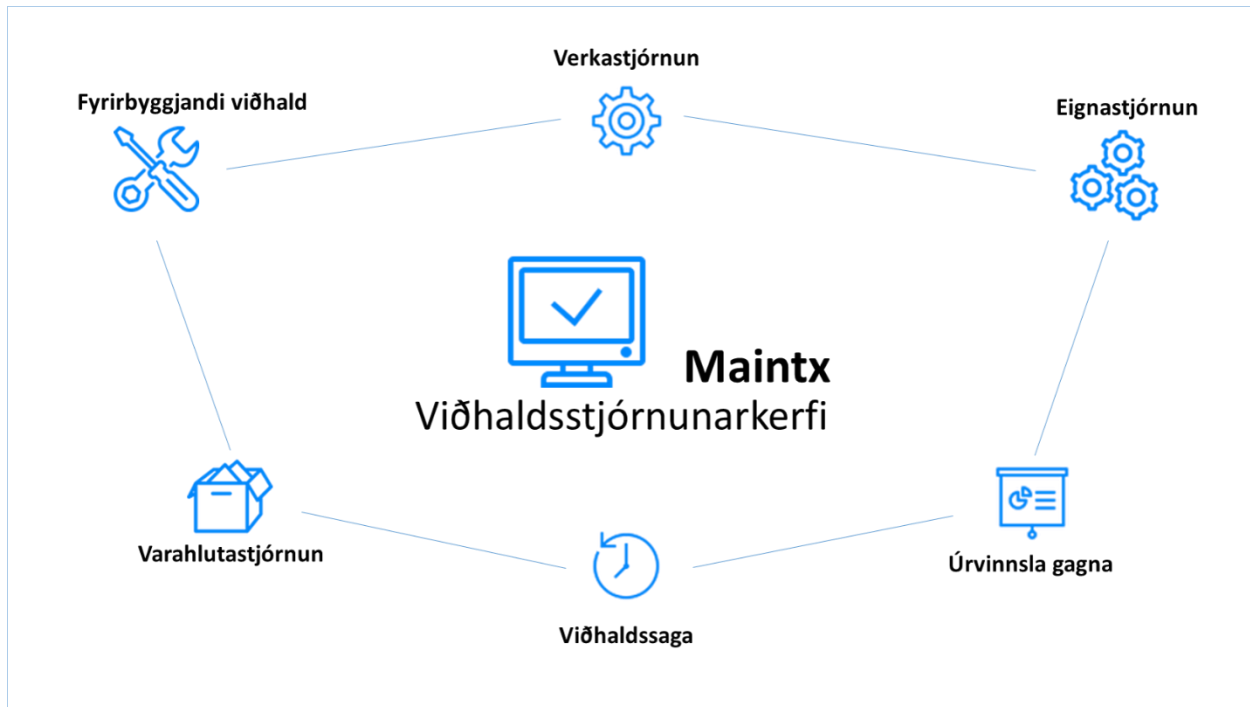 Verkastjórnun
Fyrirbyggjandi viðhald
Eignastjórnun
Maintx
Viðhaldsstjórnunarkerfi
Varahlutastjórnun
Úrvinnsla gagna
Viðhaldssaga